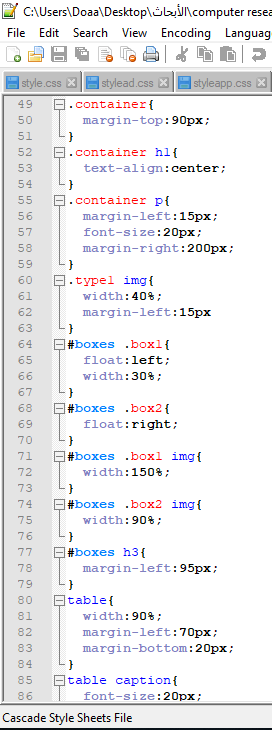 C:\Users\Doaa\Desktop\الأبحاث\computer resea
File Edit Search View Encoding Langua
style.css stylead.css styleapp.css
49 .container{
50 margin-top:90px;
51 }
52 .container h1{
53 text-align:center;
54 }
55 .container p{
56 margin-left:15px;
57 font-size:20px;
58 margin-right:200px;
59 }
60 .type1 img{
61 width:40%;
62 margin-left:15px
63 }
64 #boxes .box1{
65 float:left;
66 width:30%;
67 }
68 #boxes .box2{
69 float:right;
70 }
71 #boxes .box1 img{
72 width:150%;
73 }
74 #boxes .box2 img{
75 width:90%;
76 }
77 #boxes h3{
78 margin-left:95px;
79 }
80 table{
81 width:90%;
82 margin-left:70px;
83 margin-bottom:20px;
84 }
85 table caption{
86 font-size:20px;
Cascade Style Sheets File